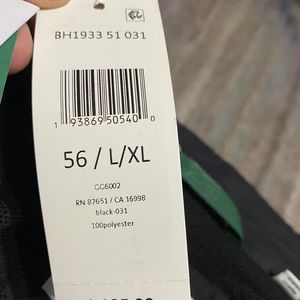 BH1933 51 031
1 93869 50540 0
56 / L/XL
GG6002
RN 87651 / CA 16998
black-031
100polyester